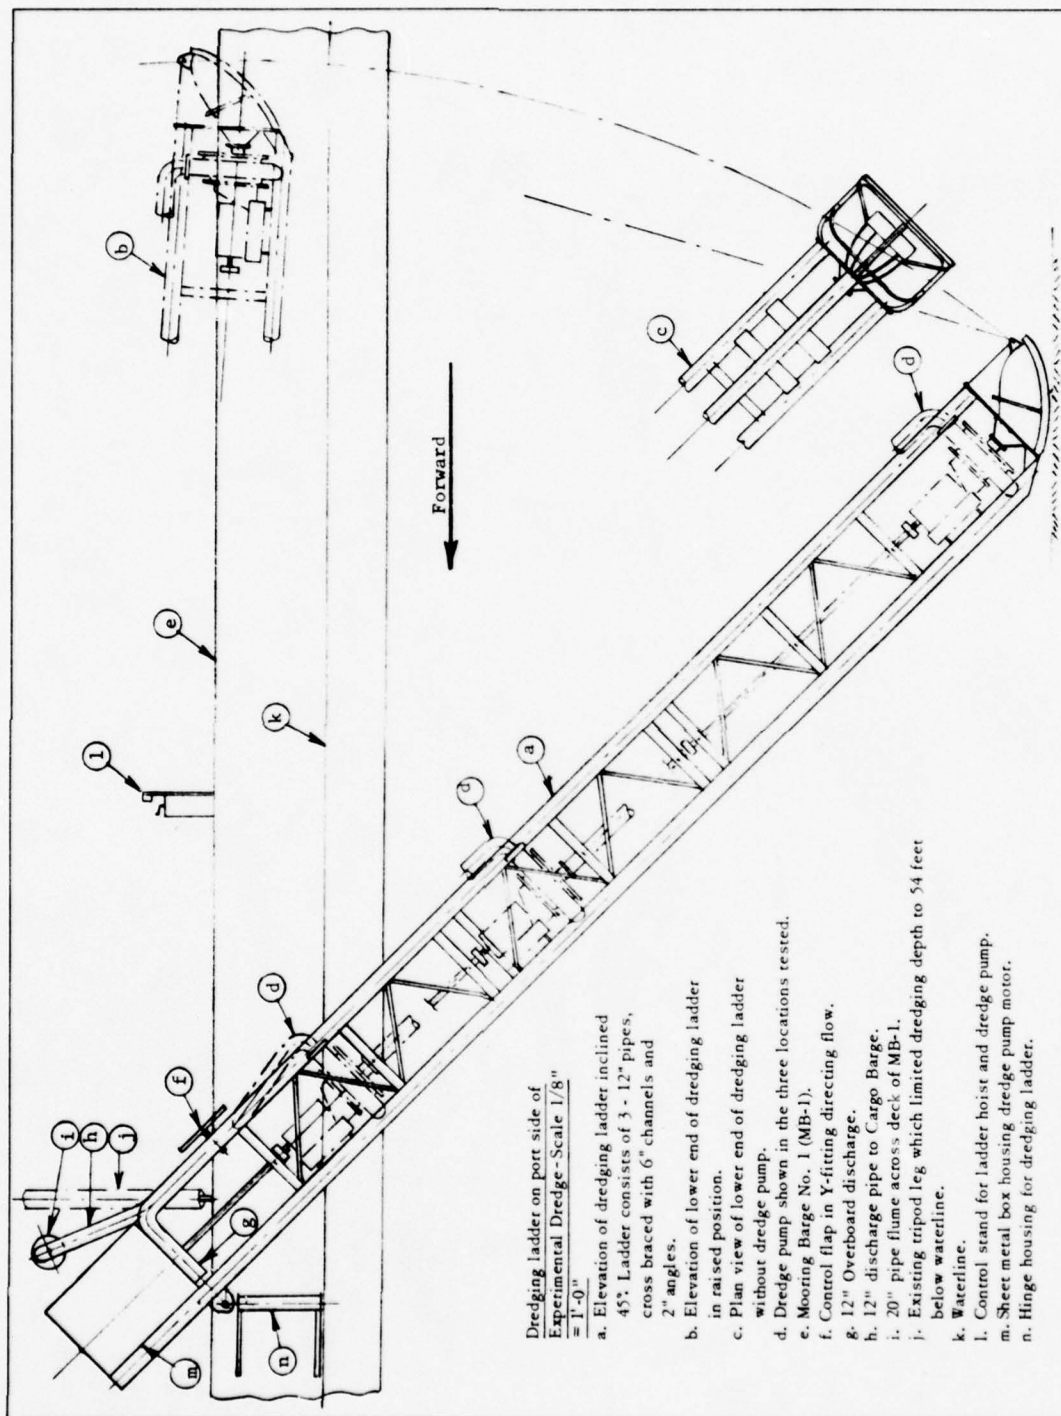 b
c
d
Forward
e
k
l
a
d
d
f
i
h
j
g
m
n
Dredging ladder on port side of
Experimental Dredge-Scale 1/8"
= 1'-0"
a. Elevation of dredging ladder inclined
45°. Ladder consists of 3 - 12" pipes,
cross braced with 6" channels and
2" angles.
b. Elevation of lower end of dredging ladder
in raised position.
c. Plan view of lower end of dredging ladder
without dredge pump.
d. Dredge pump shown in the three locations tested.
e. Mooring Barge No. 1 (MB-1).
f. Control flap in Y-fitting directing flow.
g. 12" Overboard discharge.
h. 12" discharge pipe to Cargo Barge.
i. 20" pipe flume across deck of MB-1.
j. Existing tripod leg which limited dredging depth to 54 feet
below waterline.
k. Waterline.
l. Control stand for ladder hoist and dredge pump.
m. Sheet metal box housing dredge pump motor.
n. Hinge housing for dredging ladder.